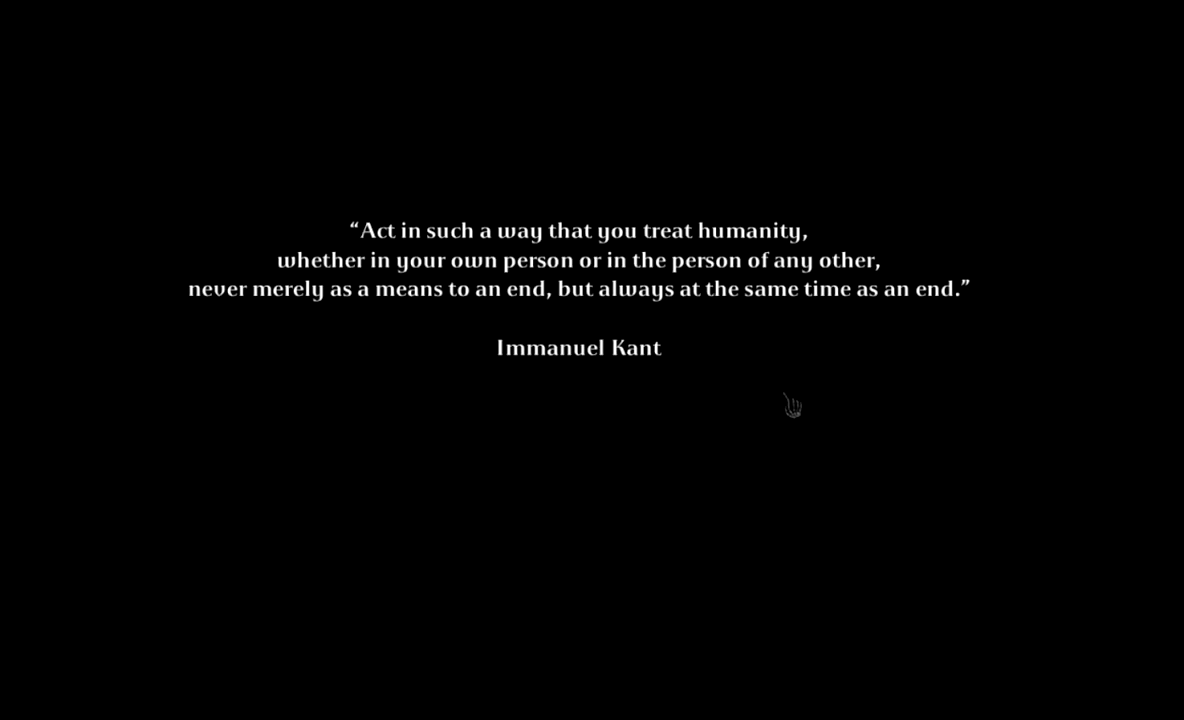 “Act in such a way that you treat humanity,
whether in your own person or in the person of any other,
never merely as a means to an end, but always at the same time as an end.”
Immanuel Kant